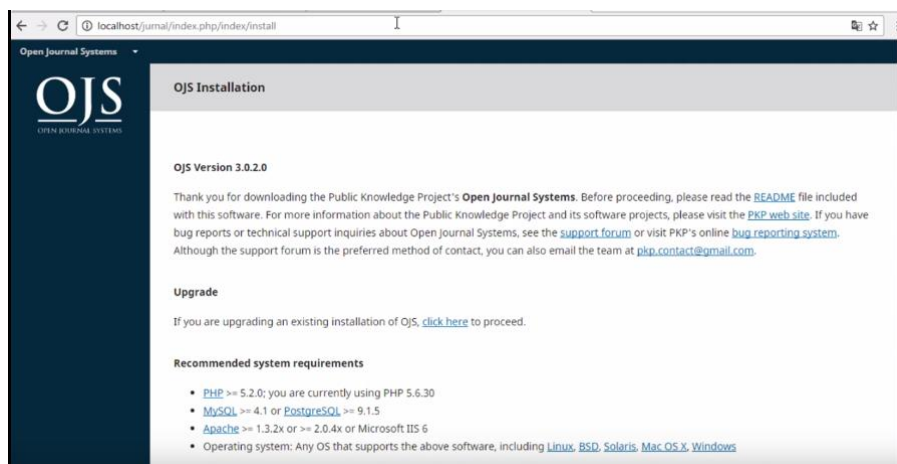 localhost/jurnal/index.php/index/install
Open Journal Systems
OJS
OPEN JOURNAL SYSTEMS
OJS Installation
OJS Version 3.0.2.0
Thank you for downloading the Public Knowledge Project's Open Journal Systems. Before proceeding, please read the README file included
with this software. For more information about the Public Knowledge Project and its software projects, please visit the PKP web site. If you have
bug reports or technical support inquiries about Open Journal Systems, see the support forum or visit PKP's online bug reporting system.
Although the support forum is the preferred method of contact, you can also email the team at pkp.contact@gmail.com.
Upgrade
If you are upgrading an existing installation of OJS, click here to proceed.
Recommended system requirements
• PHP >= 5.2.0; you are currently using PHP 5.6.30
• MySQL >= 4.1 or PostgreSQL >= 9.1.5
• Apache >= 1.3.2x or >= 2.0.4x or Microsoft IIS 6
• Operating system: Any OS that supports the above software, including Linux, BSD, Solaris, Mac OS X, Windows